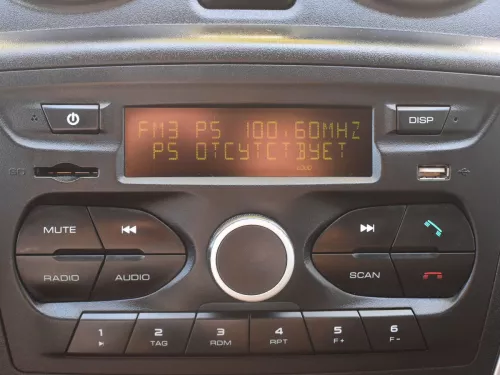 FM3 P5 100.60MHZ
DISP
PS ОТСУТСТВУЕТ
MUTE
RADIO
AUDIO
SCAN
1
2
TAG
3
RDM
4
RPT
5
F+
6
F-